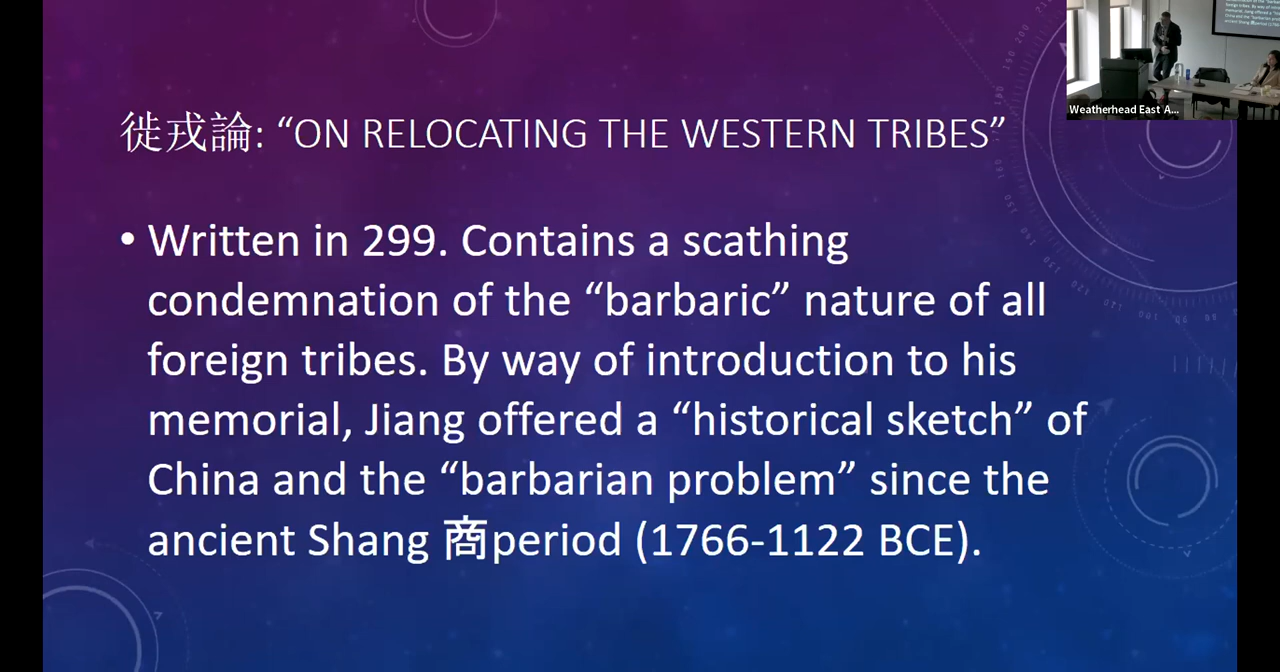 徙戎論: “ON RELOCATING THE WESTERN TRIBES”
• Written in 299. Contains a scathing
condemnation of the “barbaric” nature of all
foreign tribes. By way of introduction to his
memorial, Jiang offered a “historical sketch” of
China and the “barbarian problem” since the
ancient Shang 商period (1766-1122 BCE).
Weatherhead East A...